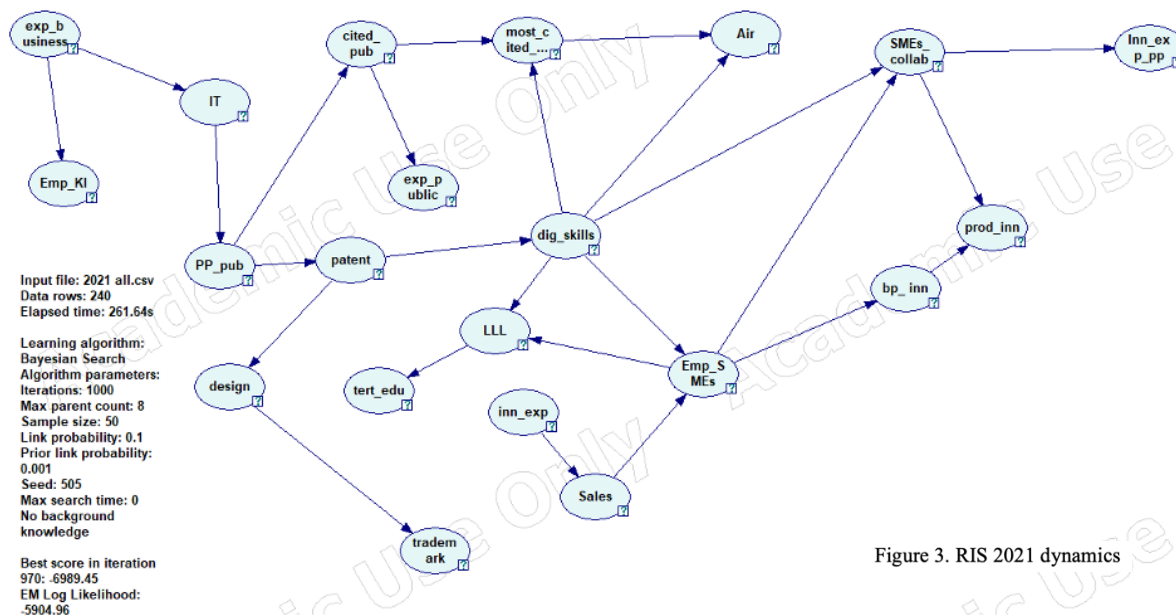 exp_b
usiness
cited_
pub
most_c
ited_...
Air
SMEs_
collab
Inn_ex
p_pp
IT
Emp_KI
exp_p
ublic
dig_skills
prod_inn
PP_pub
patent
bp_ inn
LLL
Emp_S
MEs
design
tert_edu
inn_exp
Sales
tradem
ark
Input file: 2021 all.csv
Data rows: 240
Elapsed time: 261.64s
Learning algorithm:
Bayesian Search
Algorithm parameters:
Iterations: 1000
Max parent count: 8
Sample size: 50
Link probability: 0.1
Prior link probability:
0.001
Seed: 505
Max search time: 0
No background
knowledge
Best score in iteration
970: -6989.45
EM Log Likelihood:
-5904.96
Figure 3. RIS 2021 dynamics
Academic Use Only
Academic Use
Academic Use Only